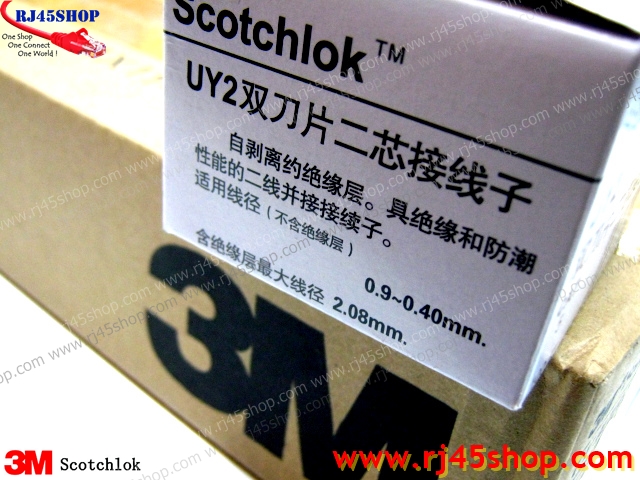 RJ45SHOP
One Shop
One Connect
One World !
Scotchlok™
UY2双刀片二芯接线子
自剥离约绝缘层。具绝缘和防潮
性能的二线并接接续子。
适用线径(不含绝缘层)
0.9~0.40mm.
含绝缘层最大线径 2.08mm.
3M
3M Scotchlok
www.rj45shop.com